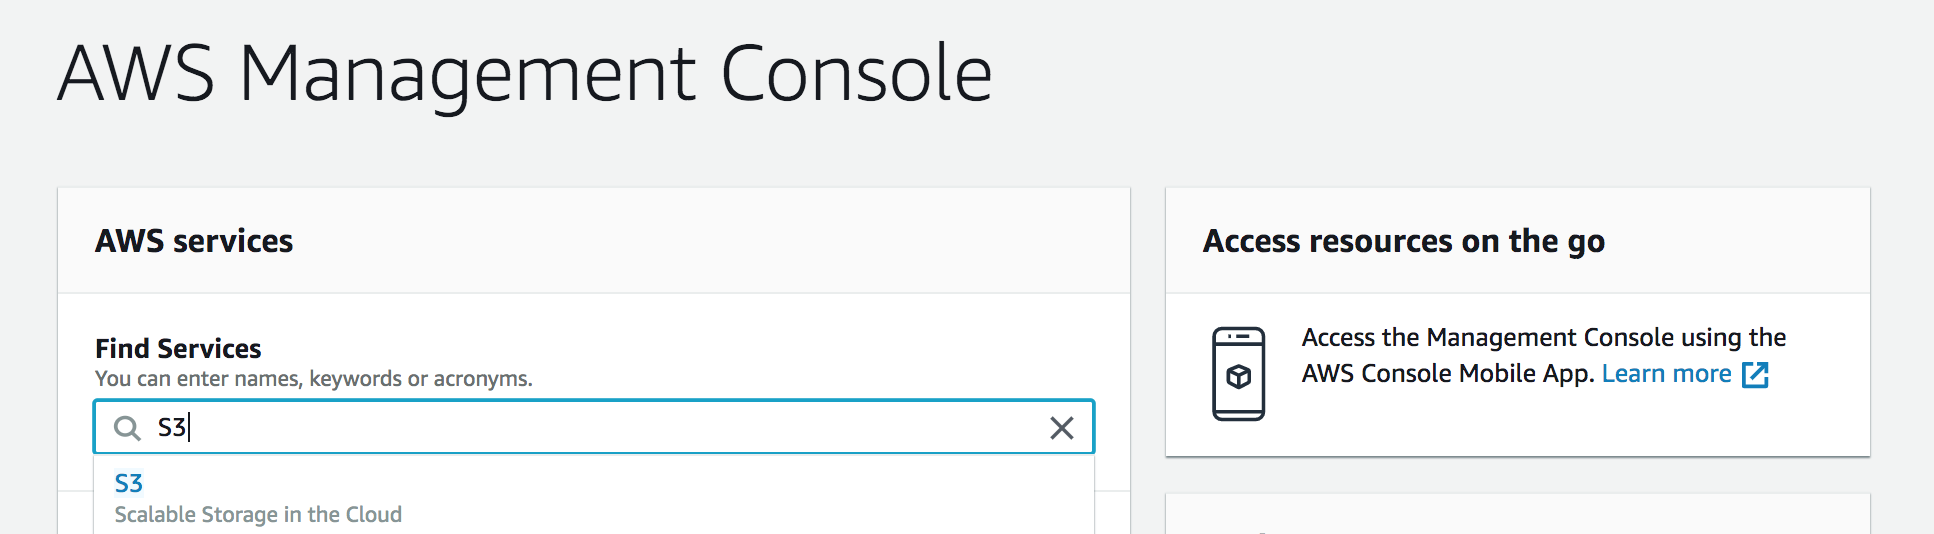 AWS Management Console
AWS services
Find Services
You can enter names, keywords or acronyms.
S3
S3
Scalable Storage in the Cloud
Access resources on the go
Access the Management Console using the
AWS Console Mobile App. Learn more